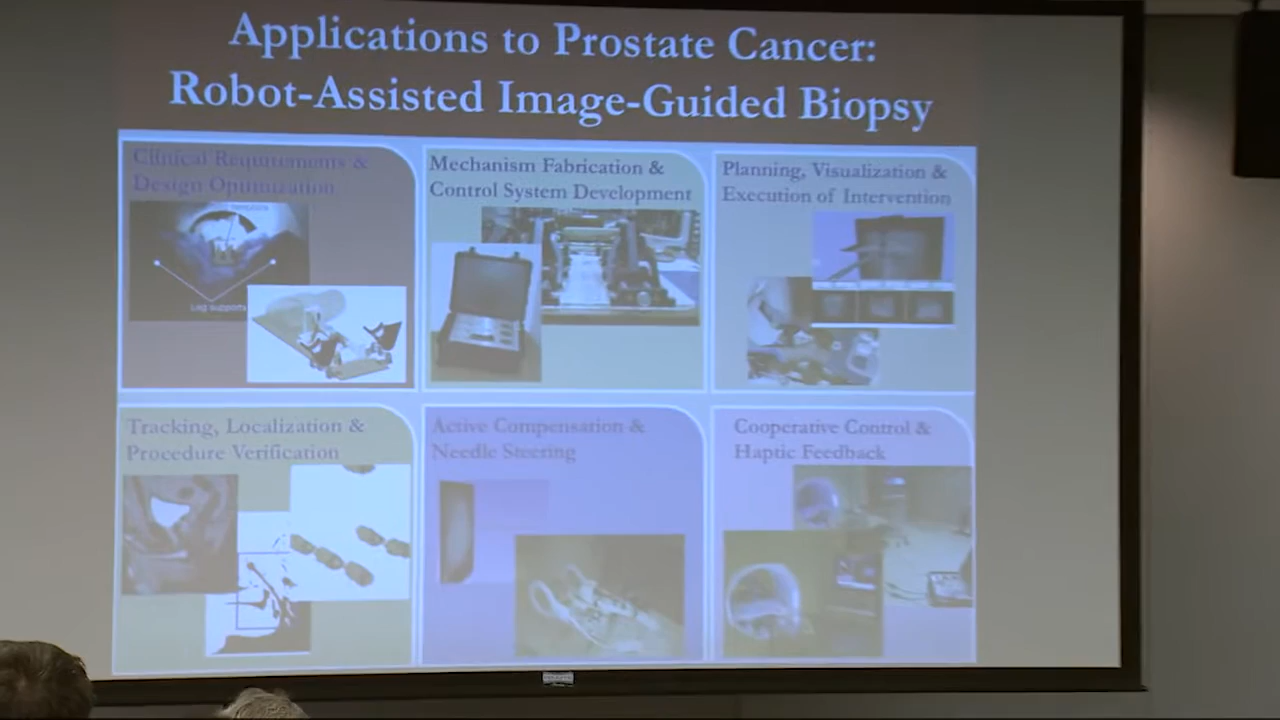 Applications to Prostate Cancer:
Robot-Assisted Image-Guided Biopsy
Clinical Requirements &
Design Optimization
Leg supports
Mechanism Fabrication &
Control System Development
Planning, Visualization &
Execution of Intervention
Tracking, Localization &
Procedure Verification
Active Compensation &
Needle Steering
Cooperative Control &
Haptic Feedback